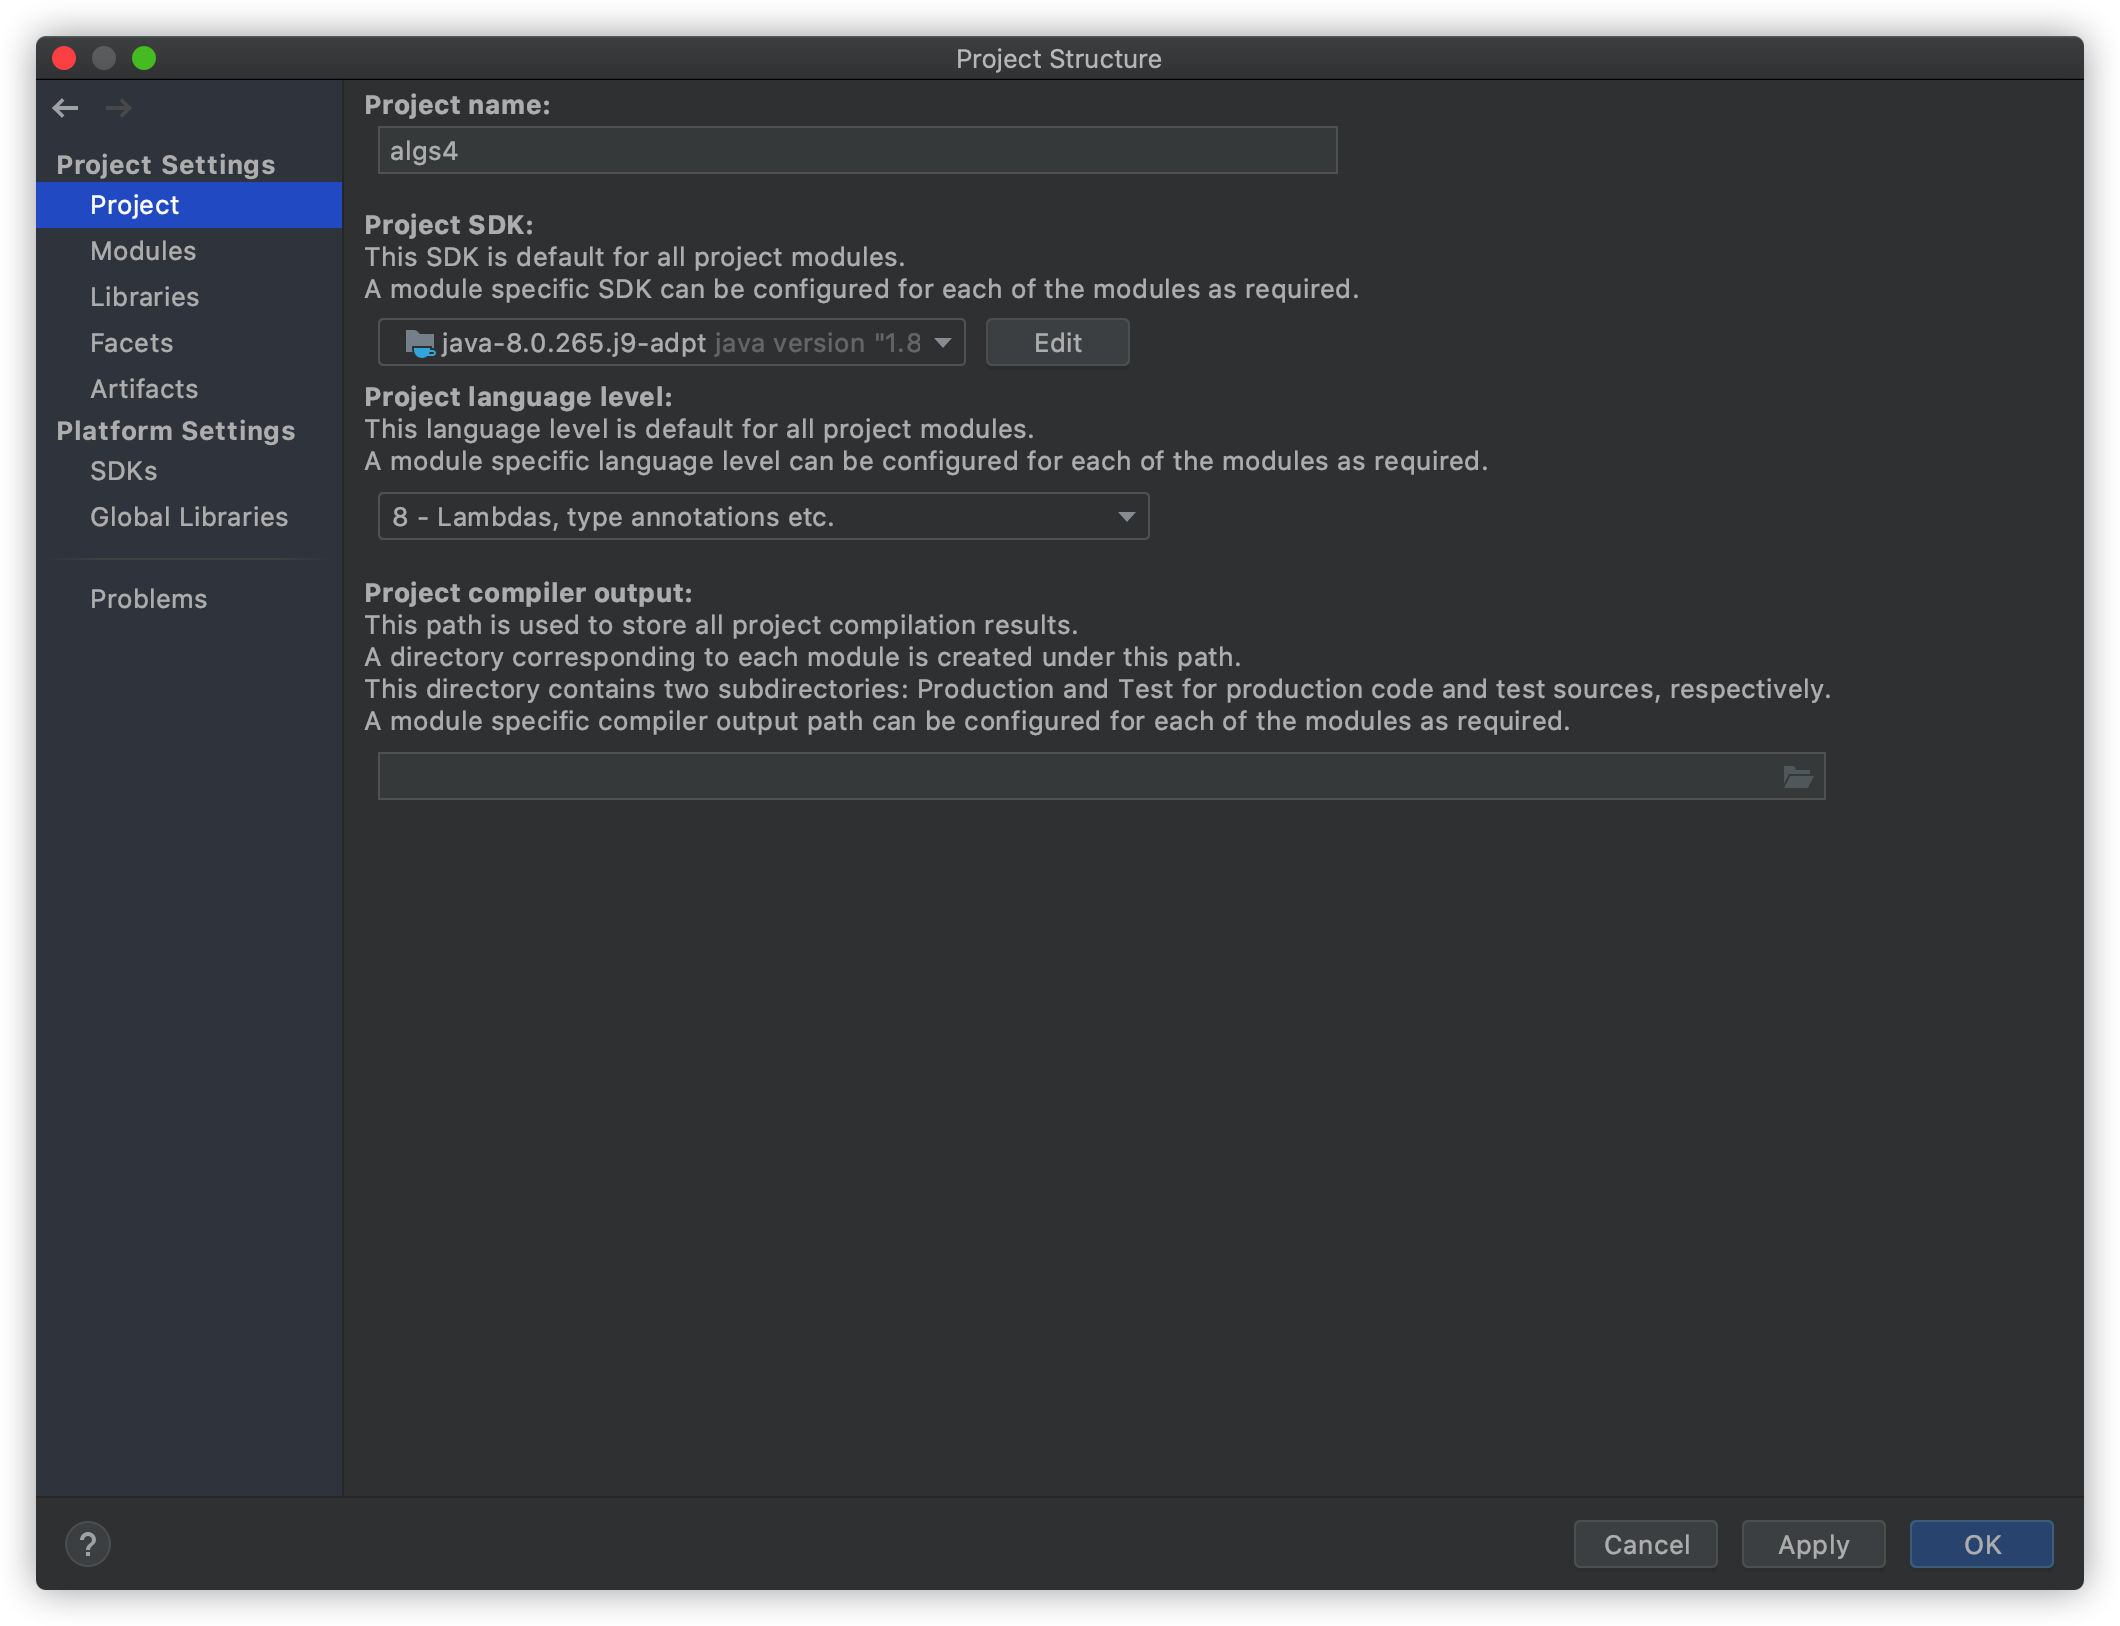 Project Structure
Project Settings
Project
Modules
Libraries
Facets
Artifacts
Platform Settings
SDKs
Global Libraries
Problems
Project name:
algs4
Project SDK:
This SDK is default for all project modules.
A module specific SDK can be configured for each of the modules as required.
java-8.0.265.j9-adpt java version "1.8
Edit
Project language level:
This language level is default for all project modules.
A module specific language level can be configured for each of the modules as required.
8 - Lambdas, type annotations etc.
Project compiler output:
This path is used to store all project compilation results.
A directory corresponding to each module is created under this path.
This directory contains two subdirectories: Production and Test for production code and test sources, respectively.
A module specific compiler output path can be configured for each of the modules as required.
?
Cancel
Apply
OK